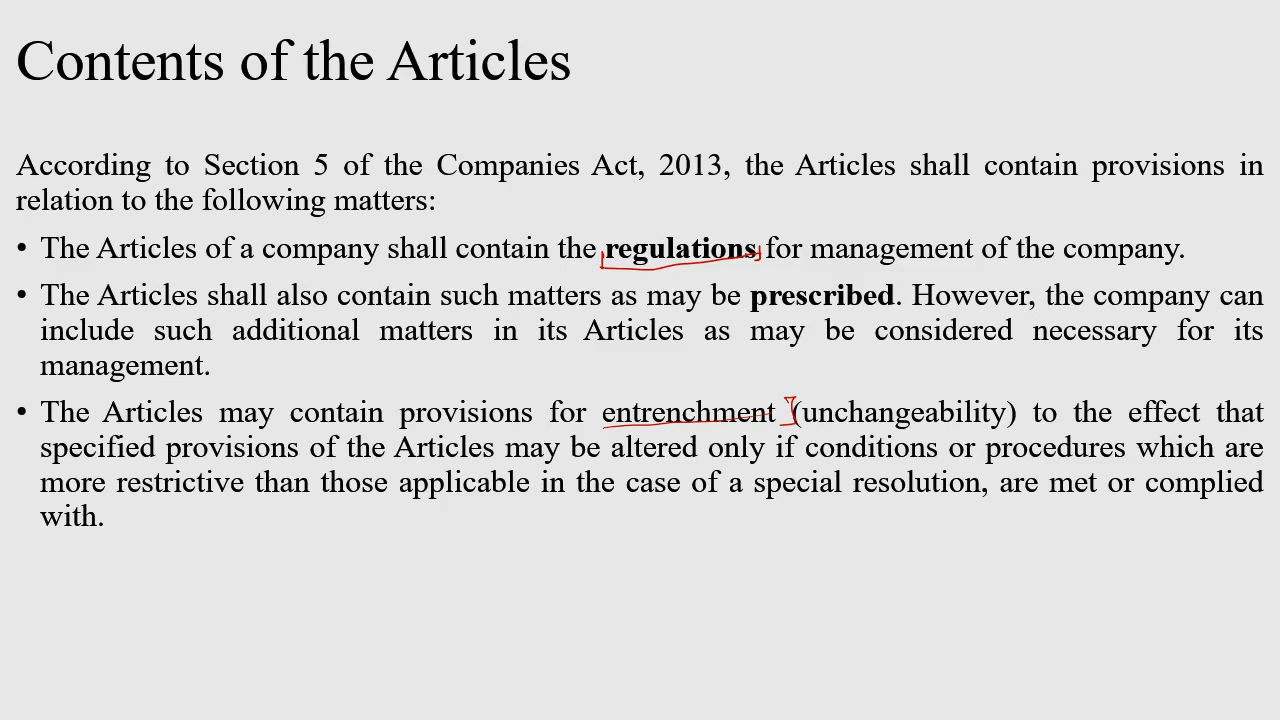 Contents of the Articles
According to Section 5 of the Companies Act, 2013, the Articles shall contain provisions in
relation to the following matters:
• The Articles of a company shall contain the regulations for management of the company.
• The Articles shall also contain such matters as may be prescribed. However, the company can
include such additional matters in its Articles as may be considered necessary for its
management.
• The Articles may contain provisions for entrenchment (unchangeability) to the effect that
specified provisions of the Articles may be altered only if conditions or procedures which are
more restrictive than those applicable in the case of a special resolution, are met or complied
with.